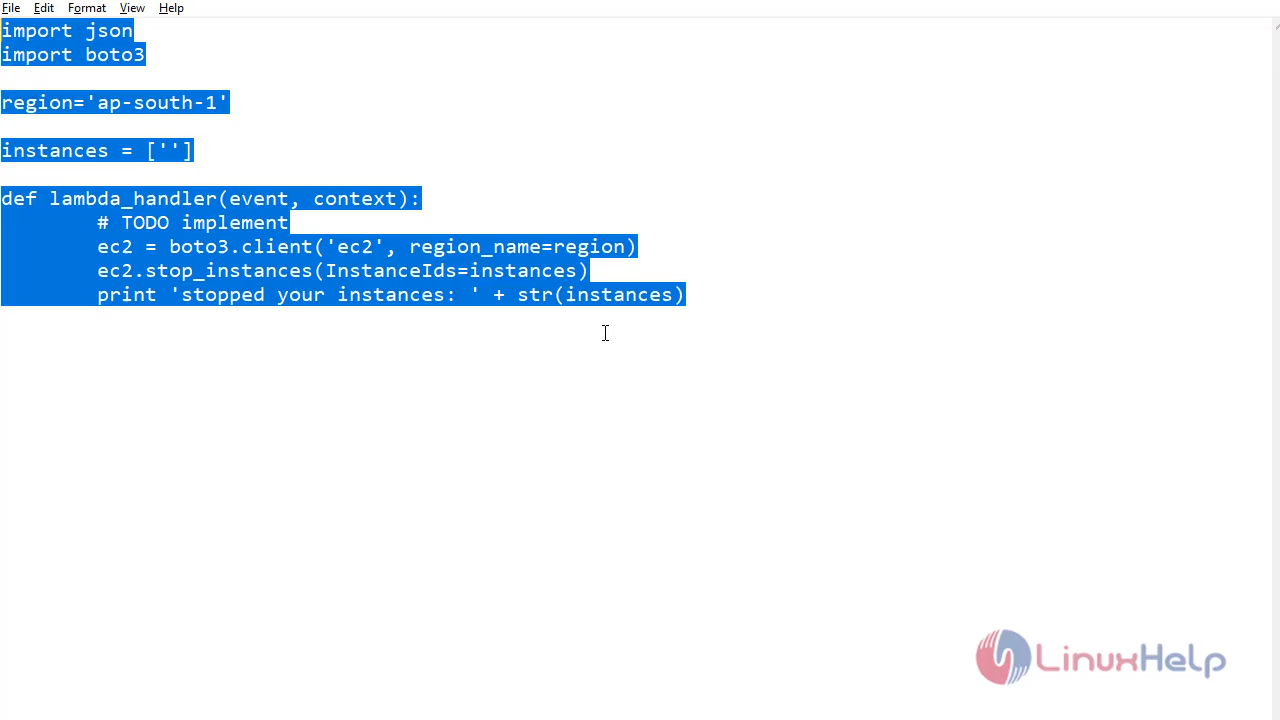 File Edit Format View Help
import json
import boto3
region='ap-south-1'
instances = ['']
def lambda_handler(event, context):
# TODO implement
ec2 = boto3.client('ec2', region_name=region)
ec2.stop_instances(InstanceIds=instances)
print 'stopped your instances: ' + str(instances)
LinuxHelp